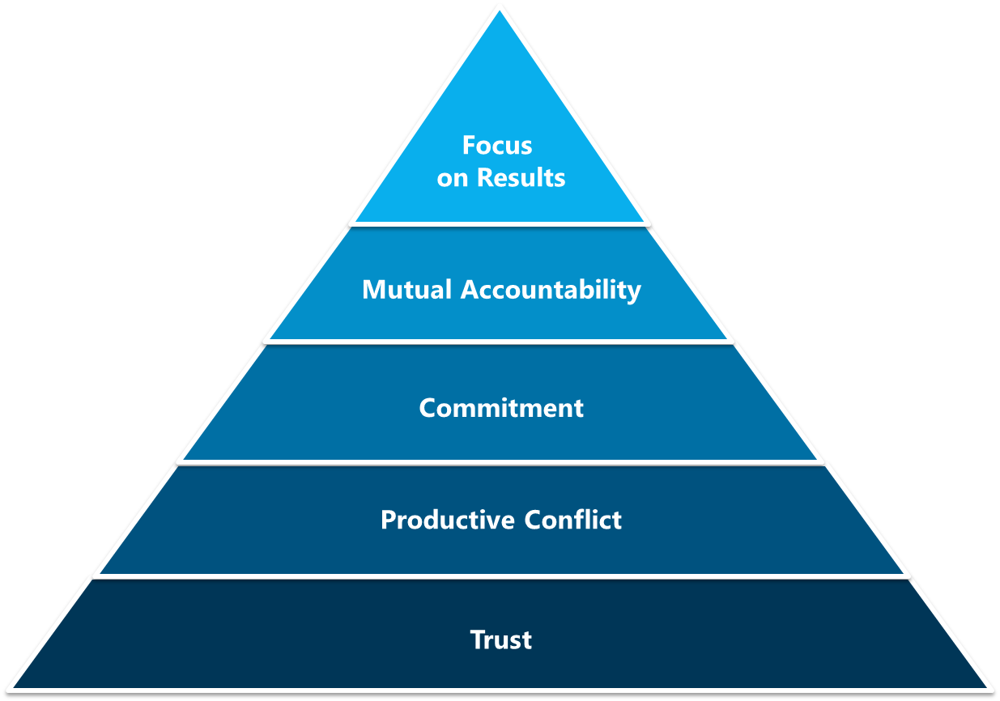 Focus
on Results
Mutual Accountability
Commitment
Productive Conflict
Trust